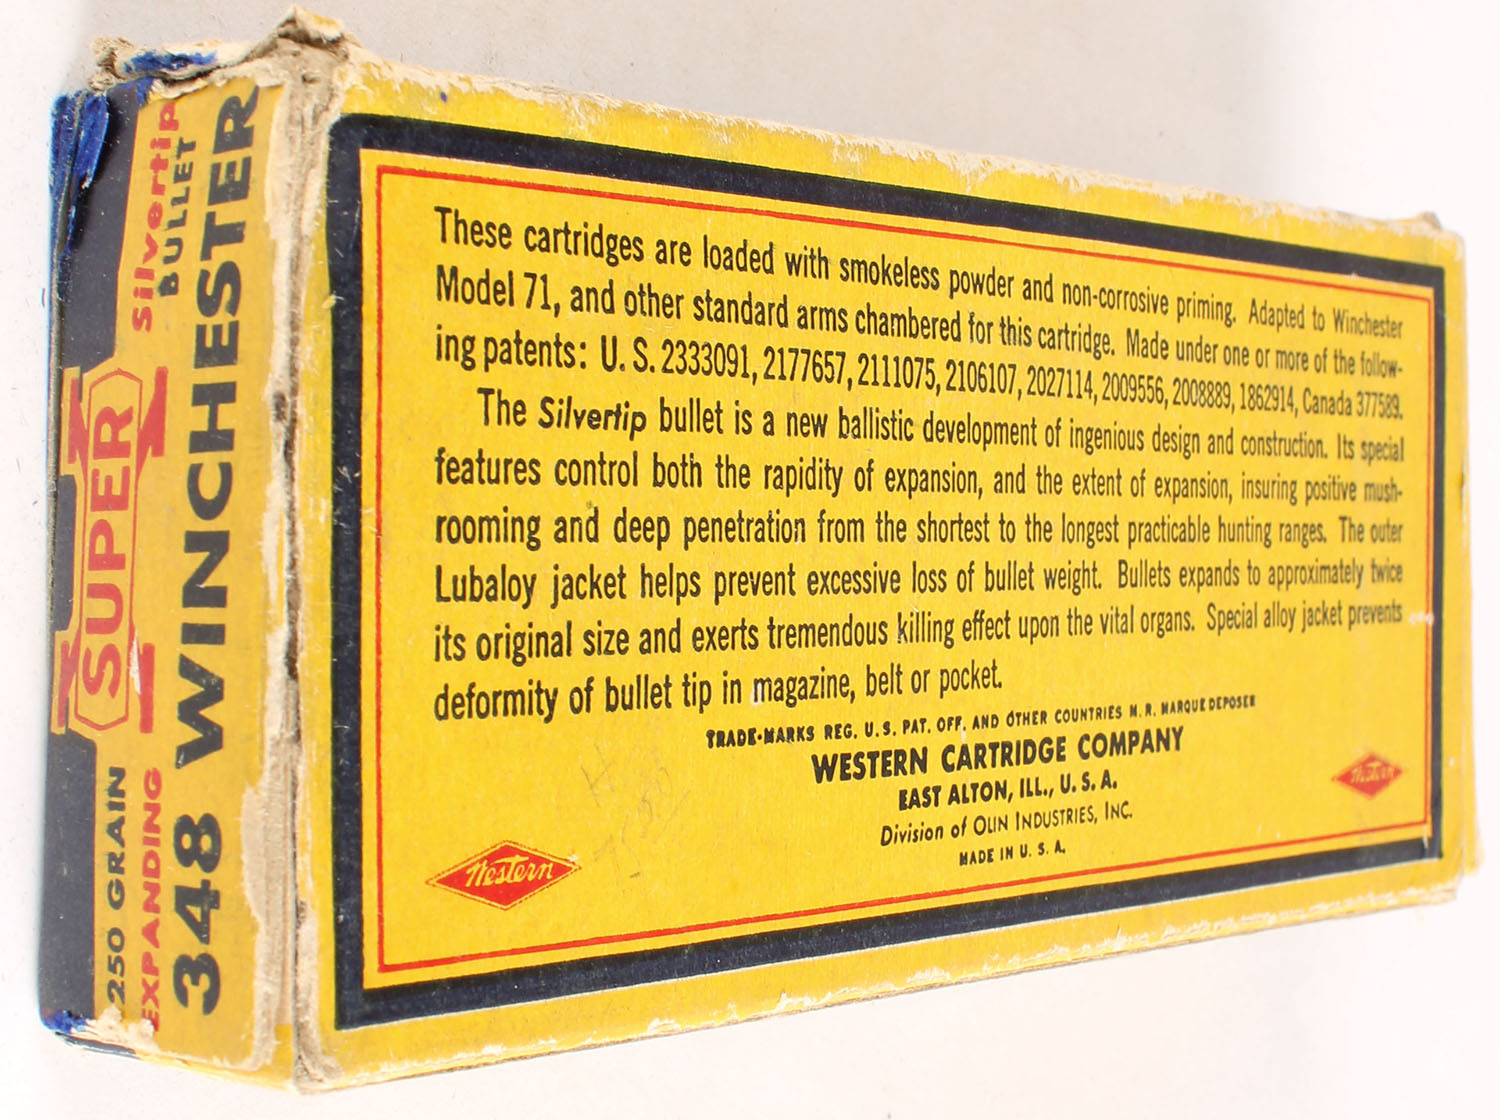 250 GRAIN
EXPANDING
SUPER
X
Silvertip
BULLET
348 WINCHESTER
These cartridges are loaded with smokeless powder and non-corrosive priming. Adapted to Winchester
Model 71, and other standard arms chambered for this cartridge. Made under one or more of the follow-
ing patents: U. S. 2333091, 2177657, 2111075, 2106107, 2027114, 2009556, 2008889, 1862914, Canada 377589.
The Silvertip bullet is a new ballistic development of ingenious design and construction. Its special
features control both the rapidity of expansion, and the extent of expansion, insuring positive mush-
rooming and deep penetration from the shortest to the longest practicable hunting ranges. The outer
Lubaloy jacket helps prevent excessive loss of bullet weight. Bullets expands to approximately twice
its original size and exerts tremendous killing effect upon the vital organs. Special alloy jacket prevents
deformity of bullet tip in magazine, belt or pocket.
TRADE-MARKS REG. U. S. PAT. OFF. AND OTHER COUNTRIES M. R. MARQUE DEPOSEE
WESTERN CARTRIDGE COMPANY
EAST ALTON, ILL., U. S. A.
Division of OLIN INDUSTRIES, INC.
MADE IN U. S. A.
Western
Western